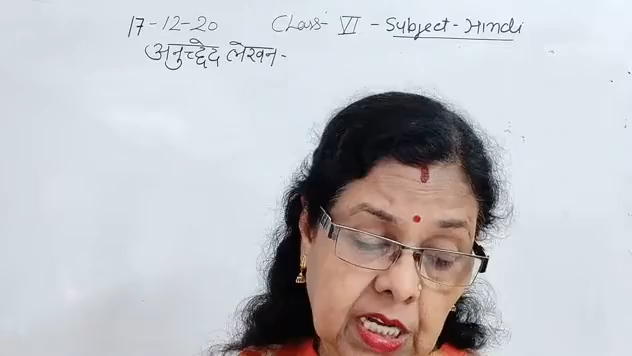 17-12-20 Class- VI - Subject- Hindi
अनुच्छेद लेखन-